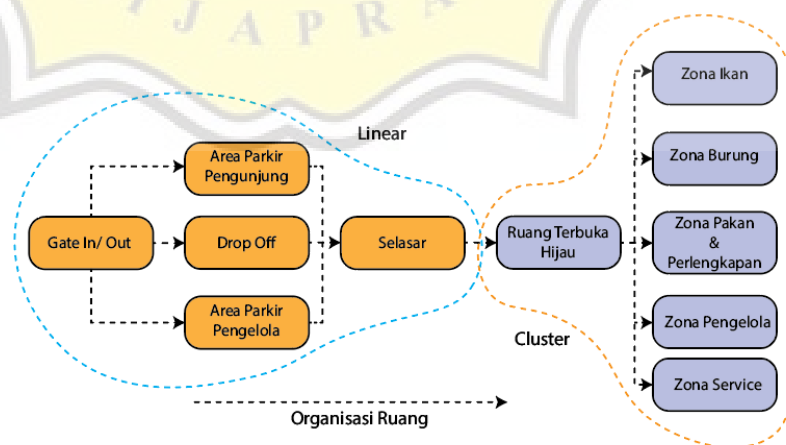 IJAPRA
Linear
Gate In/ Out
Area Parkir
Pengunjung
Drop Off
Area Parkir
Pengelola
Selasar
Ruang Terbuka
Hijau
Zona Ikan
Zona Burung
Zona Pakan
&
Perlengkapan
Zona Pengelola
Zona Service
Cluster
Organisasi Ruang